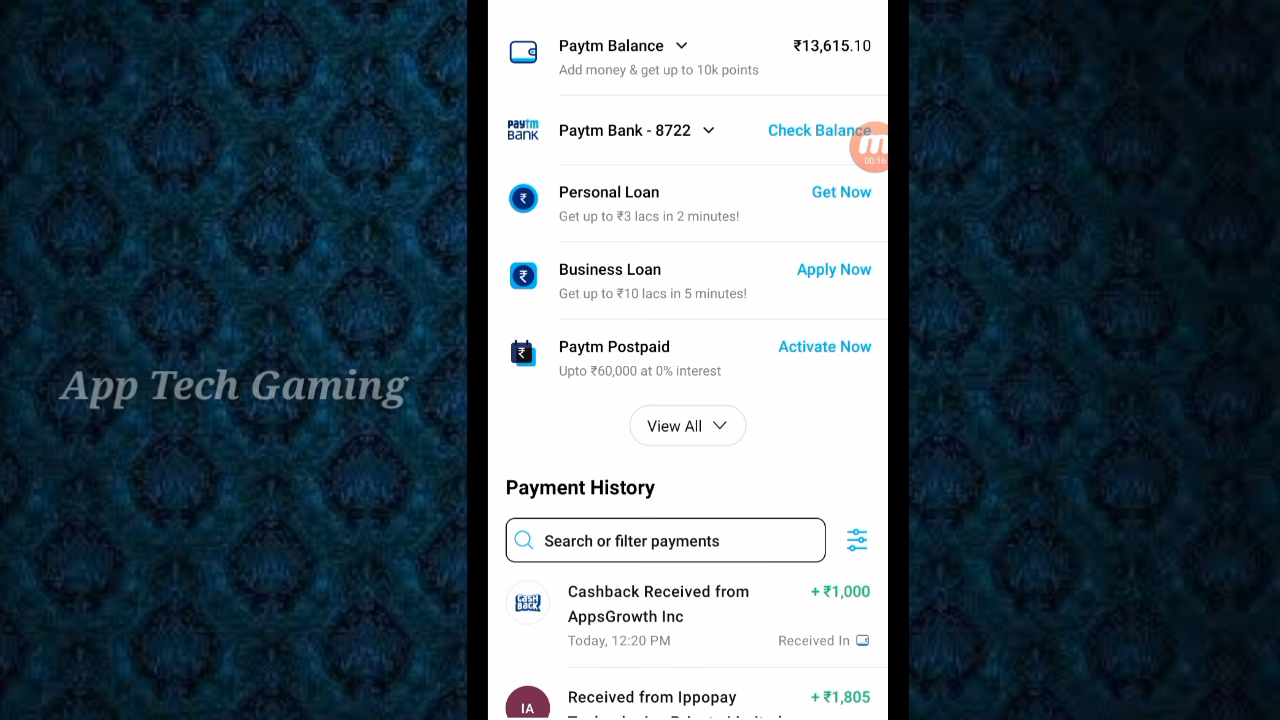 Paytm Balance ₹13,615.10
Add money & get up to 10k points
paytm
BANK
Paytm Bank - 8722 Check Balance
00:16
Personal Loan Get Now
Get up to ₹3 lacs in 2 minutes!
Business Loan Apply Now
Get up to ₹10 lacs in 5 minutes!
Paytm Postpaid Activate Now
Upto ₹60,000 at 0% interest
App Tech Gaming
View All
Payment History
Search or filter payments
CASH
BACK
Cashback Received from + ₹1,000
AppsGrowth Inc
Today, 12:20 PM Received In
IA
Received from Ippopay + ₹1,805